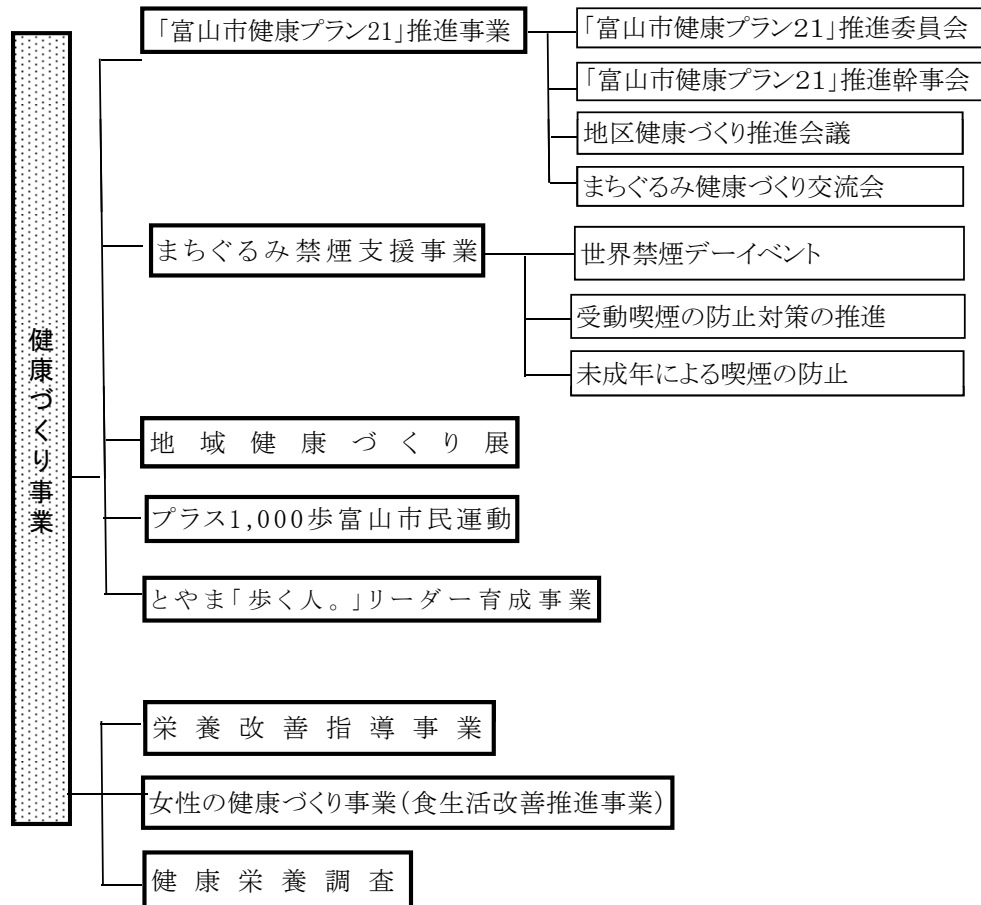 健康づくり事業
「富山市健康プラン21」推進事業
「富山市健康プラン21」推進委員会
「富山市健康プラン21」推進幹事会
地区健康づくり推進会議
まちぐるみ健康づくり交流会
まちぐるみ禁煙支援事業
世界禁煙デーイベント
受動喫煙の防止対策の推進
未成年による喫煙の防止
地域健康づくり展
プラス1,000歩富山市民運動
とやま「歩く人。」リーダー育成事業
栄養改善指導事業
女性の健康づくり事業(食生活改善推進事業)
健康栄養調査